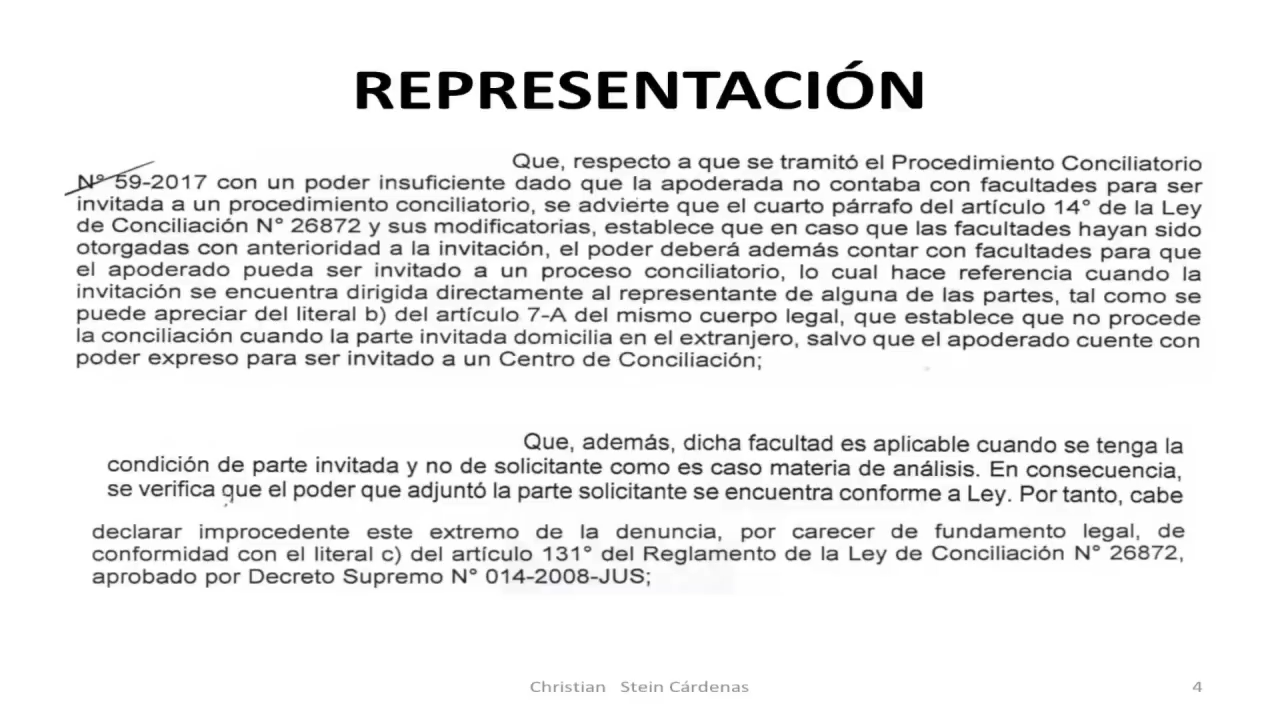 REPRESENTACIÓN
Que, respecto a que se tramitó el Procedimiento Conciliatorio
N° 59-2017 con un poder insuficiente dado que la apoderada no contaba con facultades para ser
invitada a un procedimiento conciliatorio, se advierte que el cuarto párrafo del artículo 14° de la Ley
de Conciliación N° 26872 y sus modificatorias, establece que en caso que las facultades hayan sido
otorgadas con anterioridad a la invitación, el poder deberá además contar con facultades para que
el apoderado pueda ser invitado a un proceso conciliatorio, lo cual hace referencia cuando la
invitación se encuentra dirigida directamente al representante de alguna de las partes, tal como se
puede apreciar del literal b) del artículo 7-A del mismo cuerpo legal, que establece que no procede
la conciliación cuando la parte invitada domicilia en el extranjero, salvo que el apoderado cuente con
poder expreso para ser invitado a un Centro de Conciliación;
Que, además, dicha facultad es aplicable cuando se tenga la
condición de parte invitada y no de solicitante como es caso materia de análisis. En consecuencia,
se verifica que el poder que adjuntó la parte solicitante se encuentra conforme a Ley. Por tanto, cabe
declarar improcedente este extremo de la denuncia, por carecer de fundamento legal, de
conformidad con el literal c) del artículo 131° del Reglamento de la Ley de Conciliación N° 26872,
aprobado por Decreto Supremo N° 014-2008-JUS;
Christian Stein Cárdenas
4